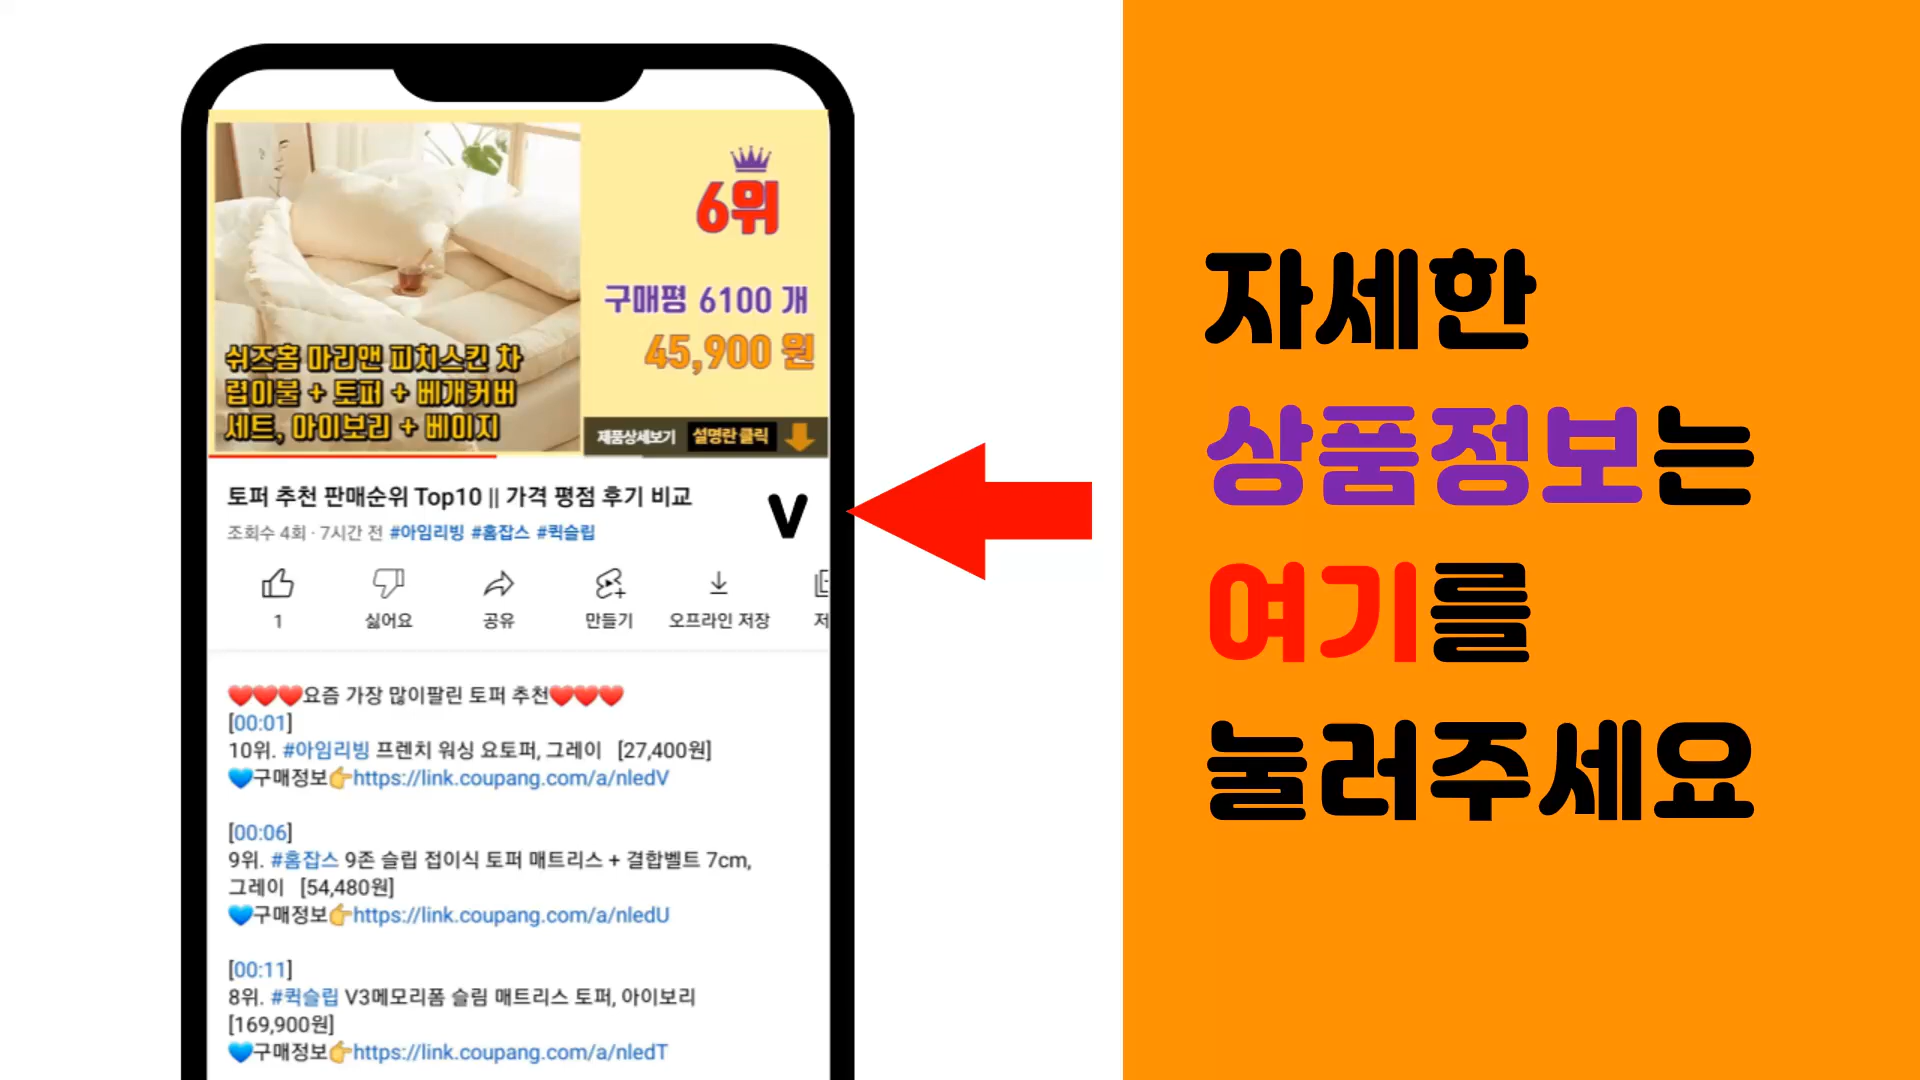 6위
구매평 6100 개
45,900 원
쉬즈홈 마리앤 피치스킨 차
렵이불 + 토퍼 + 베개커버
세트, 아이보리 + 베이지
제품상세보기 설명란 클릭
토퍼 추천 판매순위 Top10 || 가격 평점 후기 비교
V
조회수 4회 · 7시간 전 #아임리빙 #홈잡스 #퀵슬립
1 싫어요 공유 만들기 오프라인 저장 저
❤️❤️❤️요즘 가장 많이팔린 토퍼 추천❤️❤️❤️
[00:01]
10위. #아임리빙 프렌치 워싱 요토퍼, 그레이 [27,400원]
💙구매정보👉https://link.coupang.com/a/nledV
[00:06]
9위. #홈잡스 9존 슬립 접이식 토퍼 매트리스 + 결합벨트 7cm,
그레이 [54,480원]
💙구매정보👉https://link.coupang.com/a/nledU
[00:11]
8위. #퀵슬립 V3메모리폼 슬림 매트리스 토퍼, 아이보리
[169,900원]
💙구매정보👉https://link.coupang.com/a/nledT
자세한
상품정보는
여기를
눌러주세요